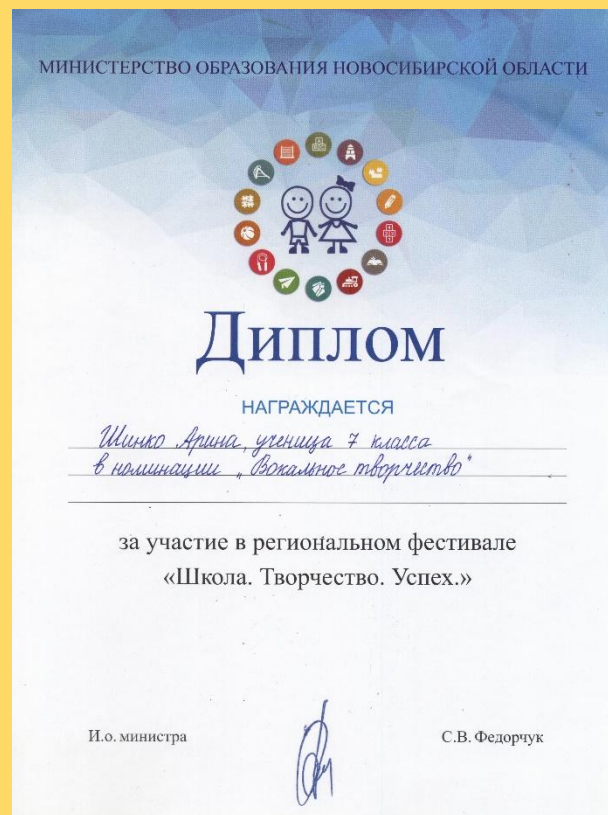 МИНИСТЕРСТВО ОБРАЗОВАНИЯ НОВОСИБИРСКОЙ ОБЛАСТИ
Диплом
НАГРАЖДАЕТСЯ
Шинко Арина, ученица 7 класса
в номинации „Вокальное творчество"
за участие в региональном фестивале
«Школа. Творчество. Успех.»
И.о. министра С.В. Федорчук